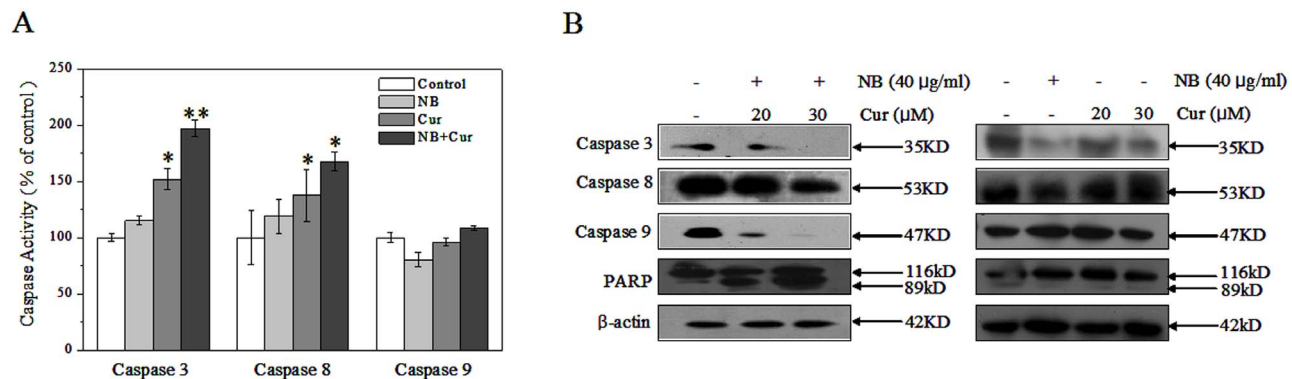 A
Caspase Activity ( % of control )
250
200
150
100
50
0
Control
NB
Cur
NB+Cur
*
**
*
*
Caspase 3
Caspase 8
Caspase 9
B
- + + NB (40 μg/ml)
- 20 30 Cur (μM)
Caspase 3
35KD
Caspase 8
53KD
Caspase 9
47KD
PARP
116kD
89kD
β-actin
42KD
- + - - NB (40 μg/ml)
- - 20 30 Cur (μM)
35KD
53KD
47KD
116kD
89kD
42kD